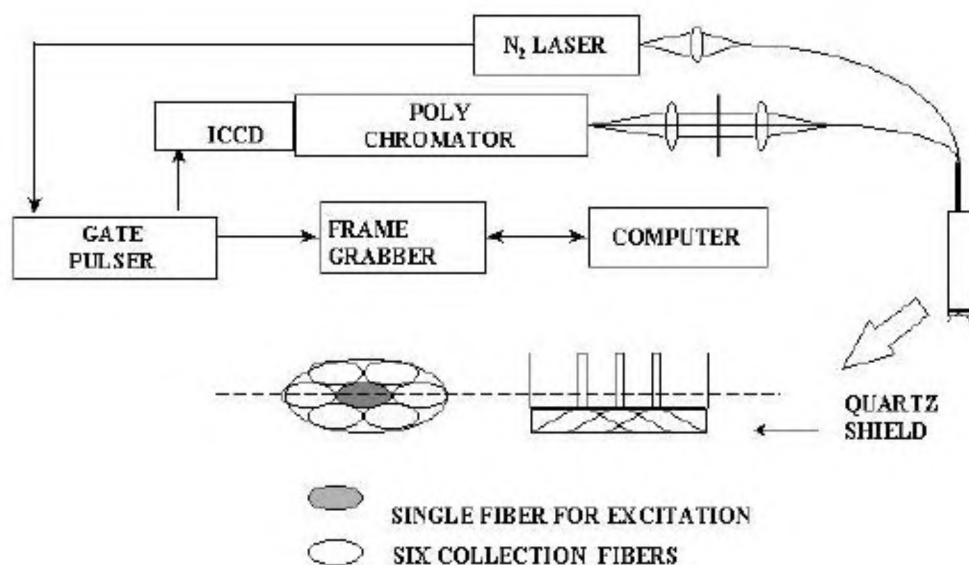 N₂ LASER
POLY
CHROMATOR
ICCD
GATE
PULSER
FRAME
GRABBER
COMPUTER
QUARTZ
SHIELD
SINGLE FIBER FOR EXCITATION
SIX COLLECTION FIBERS